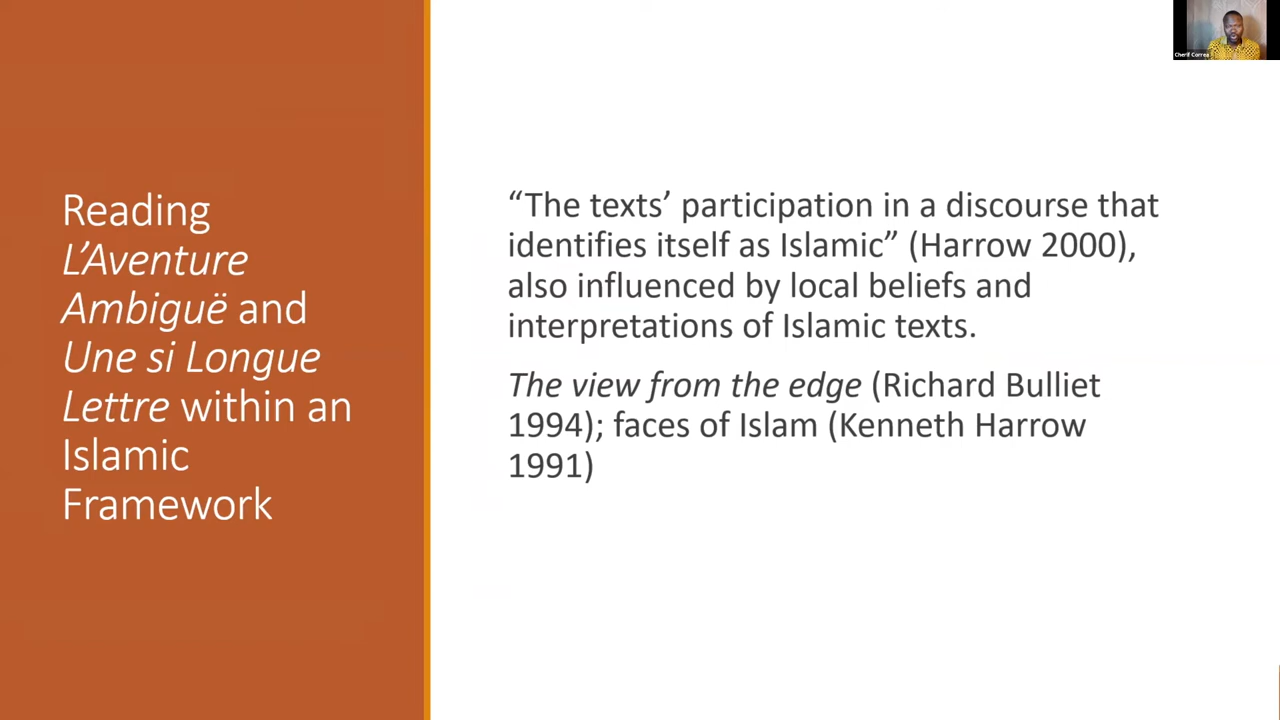 Reading
L’Aventure
Ambiguë and
Une si Longue
Lettre within an
Islamic
Framework
“The texts’ participation in a discourse that
identifies itself as Islamic” (Harrow 2000),
also influenced by local beliefs and
interpretations of Islamic texts.
The view from the edge (Richard Bulliet
1994); faces of Islam (Kenneth Harrow
1991)
Cherif Correa